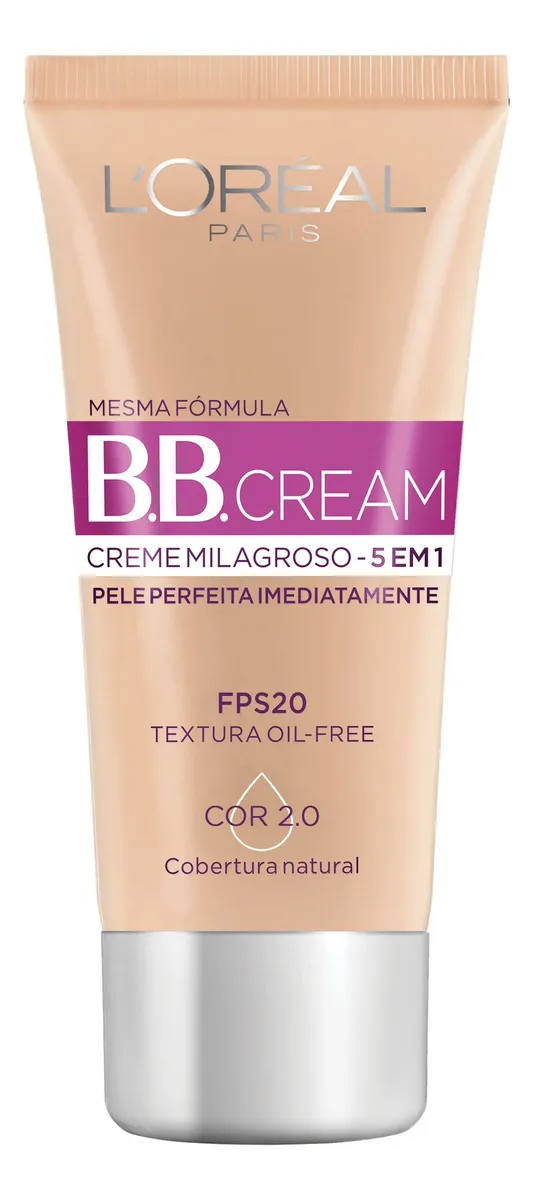 L'ORÉAL
PARIS
MESMA FÓRMULA
B.B. CREAM
CREME MILAGROSO - 5 EM 1
PELE PERFEITA IMEDIATAMENTE
FPS20
TEXTURA OIL-FREE
COR 2.0
Cobertura natural